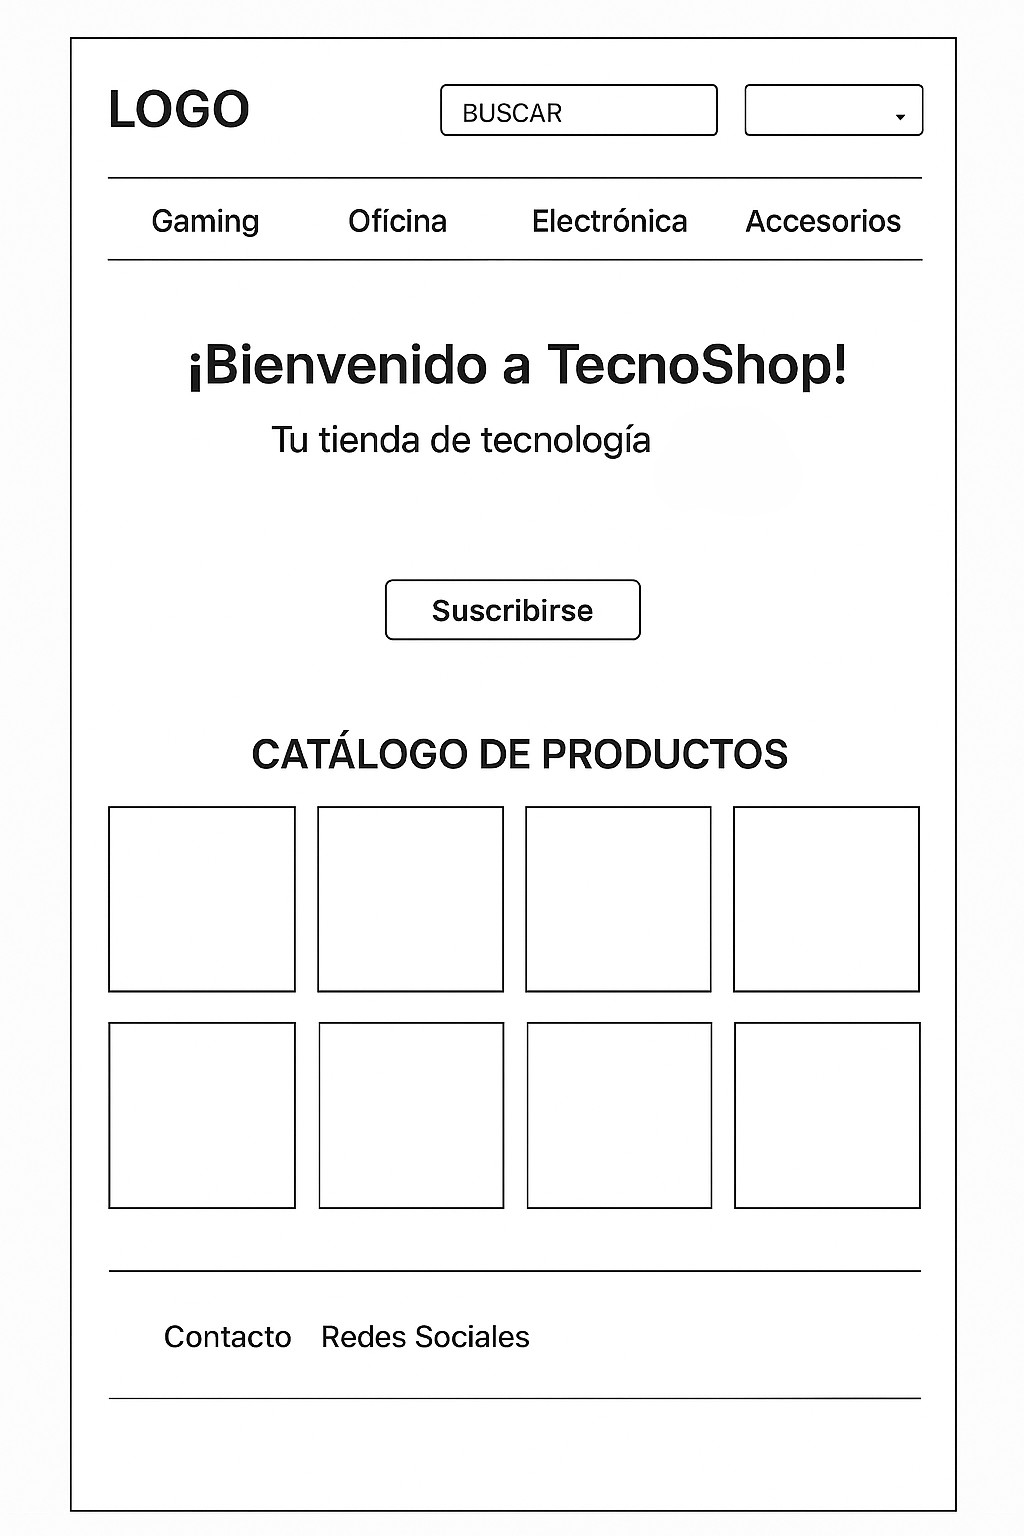 LOGO
BUSCAR
Gaming Ofícina Electrónica Accesorios
¡Bienvenido a TecnoShop!
Tu tienda de tecnología
Suscribirse
CATÁLOGO DE PRODUCTOS
Contacto Redes Sociales